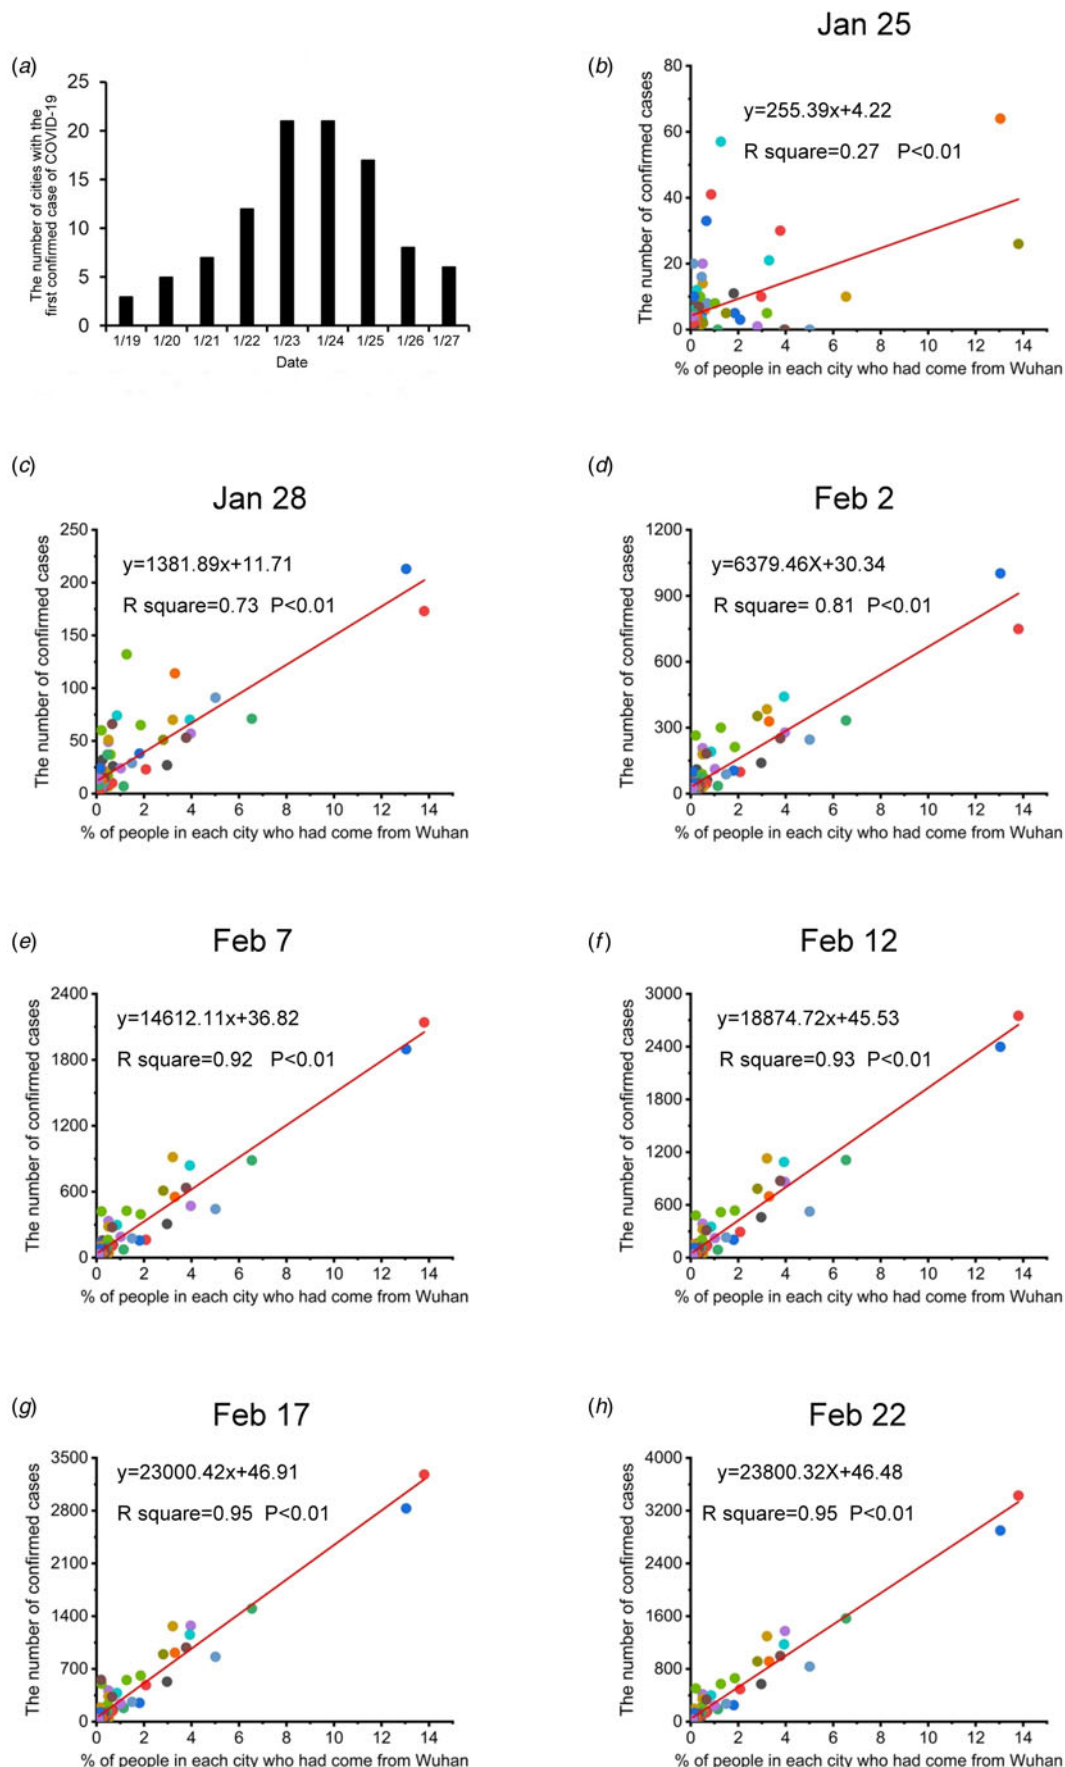 Jan 25
(a)
(b)
The number of cities with the
first confirmed case of COVID-19
25
20
15
10
5
0
1/19 1/20 1/21 1/22 1/23 1/24 1/25 1/26 1/27
Date
The number of confirmed cases
80
60
40
20
0
y=255.39x+4.22
R square=0.27 P<0.01
0 2 4 6 8 10 12 14
% of people in each city who had come from Wuhan
(c)
Jan 28
The number of confirmed cases
250
200
150
100
50
0
y=1381.89x+11.71
R square=0.73 P<0.01
0 2 4 6 8 10 12 14
% of people in each city who had come from Wuhan
(d)
Feb 2
The number of confirmed cases
1200
900
600
300
0
y=6379.46X+30.34
R square= 0.81 P<0.01
0 2 4 6 8 10 12 14
% of people in each city who had come from Wuhan
(e)
Feb 7
The number of confirmed cases
2400
1800
1200
600
0
y=14612.11x+36.82
R square=0.92 P<0.01
0 2 4 6 8 10 12 14
% of people in each city who had come from Wuhan
(f)
Feb 12
The number of confirmed cases
3000
2400
1800
1200
600
0
y=18874.72x+45.53
R square=0.93 P<0.01
0 2 4 6 8 10 12 14
% of people in each city who had come from Wuhan
(g)
Feb 17
The number of confirmed cases
3500
2800
2100
1400
700
0
y=23000.42x+46.91
R square=0.95 P<0.01
0 2 4 6 8 10 12 14
% of people in each city who had come from Wuhan
(h)
Feb 22
The number of confirmed cases
4000
3200
2400
1600
800
0
y=23800.32X+46.48
R square=0.95 P<0.01
0 2 4 6 8 10 12 14
% of people in each city who had come from Wuhan